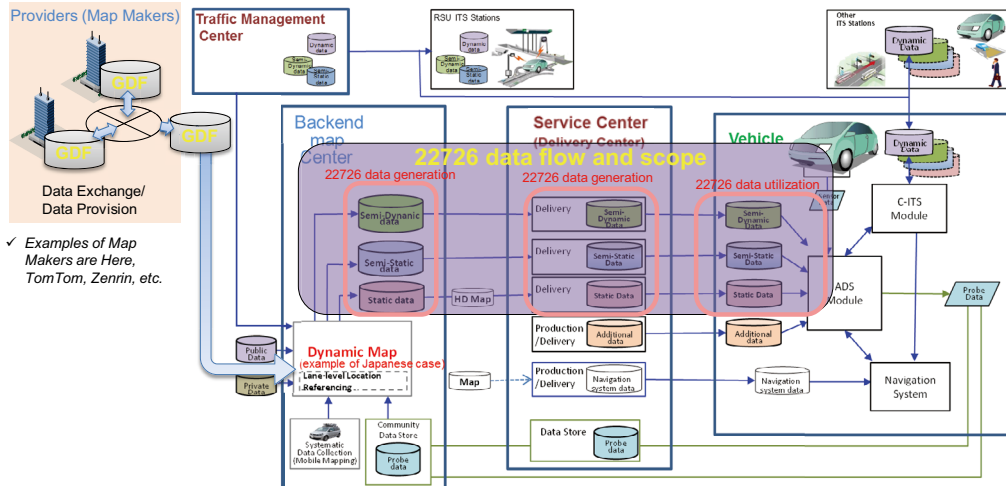 Providers (Map Makers)
GDF
GDF
GDF
Data Exchange/
Data Provision
✓ Examples of Map
Makers are Here,
TomTom, Zenrin, etc.
Traffic Management
Center
Dynamic
data
Semi-
Dynamic
data
Semi-
Static
data
RSU ITS Stations
Dynamic
data
Semi-
Dynamic
data
Semi-
Static
data
Other
ITS Stations
Dynamic
Data
Backend
map
Center
Service Center
(Delivery Center)
Vehicle
Dynamic
Data
22726 data flow and scope
22726 data generation
22726 data generation
22726 data utilization
Semi-Dynanic
data
Delivery
Semi-
Dynamic Data
Semi-
Dynamic
Data
C-ITS
Module
Semi-Static
data
Delivery
Semi-Static
Data
Semi-Static
Data
Static data
HD Map
Delivery
Static Data
Static Data
ADS
Module
Probe
Data
Production
/Delivery
Additional
data
Additional
data
Public
Data
Private
Data
Dynamic Map
(example of Japanese case)
Lane-level Location
Referencing
Map
Production
/Delivery
Navigation
system data
Navigation
system data
Navigation
System
Systematic
Data Collection
(Mobile Mapping)
Community
Data Store
Probe
data
Data Store
Probe
data